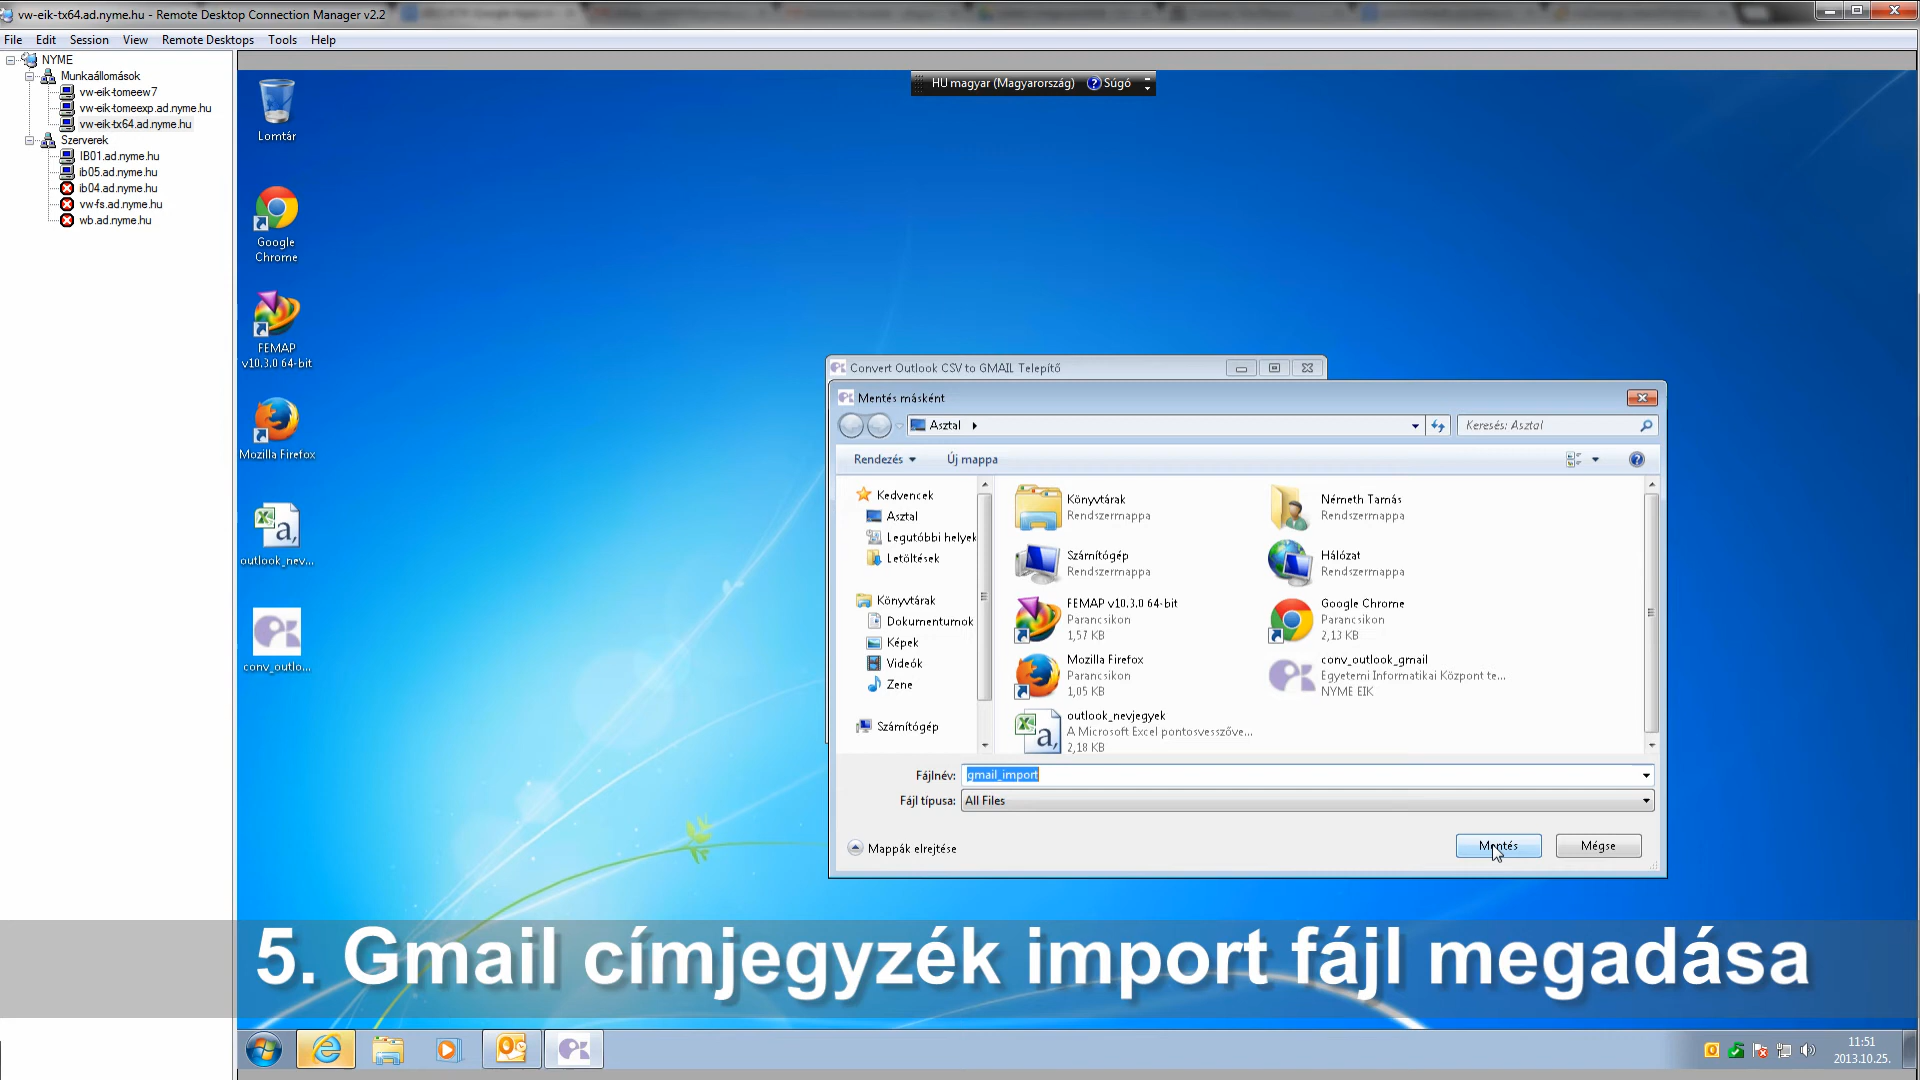 vw-eik-tx64.ad.nyme.hu - Remote Desktop Connection Manager v2.2
File Edit Session View Remote Desktops Tools Help
NYME
Munkaállomások
vw-eik-tomeew7
vw-eik-tomeexp.ad.nyme.hu
vw-eik-tx64.ad.nyme.hu
Szerverek
IB01.ad.nyme.hu
ib05.ad.nyme.hu
ib04.ad.nyme.hu
vw-fs.ad.nyme.hu
wb.ad.nyme.hu
HU magyar (Magyarország) Súgó
Lomtár
Google
Chrome
FEMAP
v10.3.0 64-bit
Mozilla Firefox
outlook_nev...
conv_outlo...
Convert Outlook CSV to GMAIL Telepítő
Mentés másként
Asztal
Keresés: Asztal
Rendezés Új mappa
Kedvencek
Asztal
Legutóbbi helyek
Letöltések
Könyvtárak
Dokumentumok
Képek
Videók
Zene
Számítógép
Könyvtárak
Rendszermappa
Németh Tamás
Rendszermappa
Számítógép
Rendszermappa
Hálózat
Rendszermappa
FEMAP v10.3.0 64-bit
Parancsikon
1,57 KB
Google Chrome
Parancsikon
2,13 KB
Mozilla Firefox
Parancsikon
1,05 KB
conv_outlook_gmail
Egyetemi Informatikai Központ te...
NYME EIK
outlook_nevjegyek
A Microsoft Excel pontosvesszőve...
2,18 KB
Fájlnév: gmail_import
Fájl típusa: All Files
Mappák elrejtése
Mentés Mégse
5. Gmail címjegyzék import fájl megadása
11:51
2013.10.25.